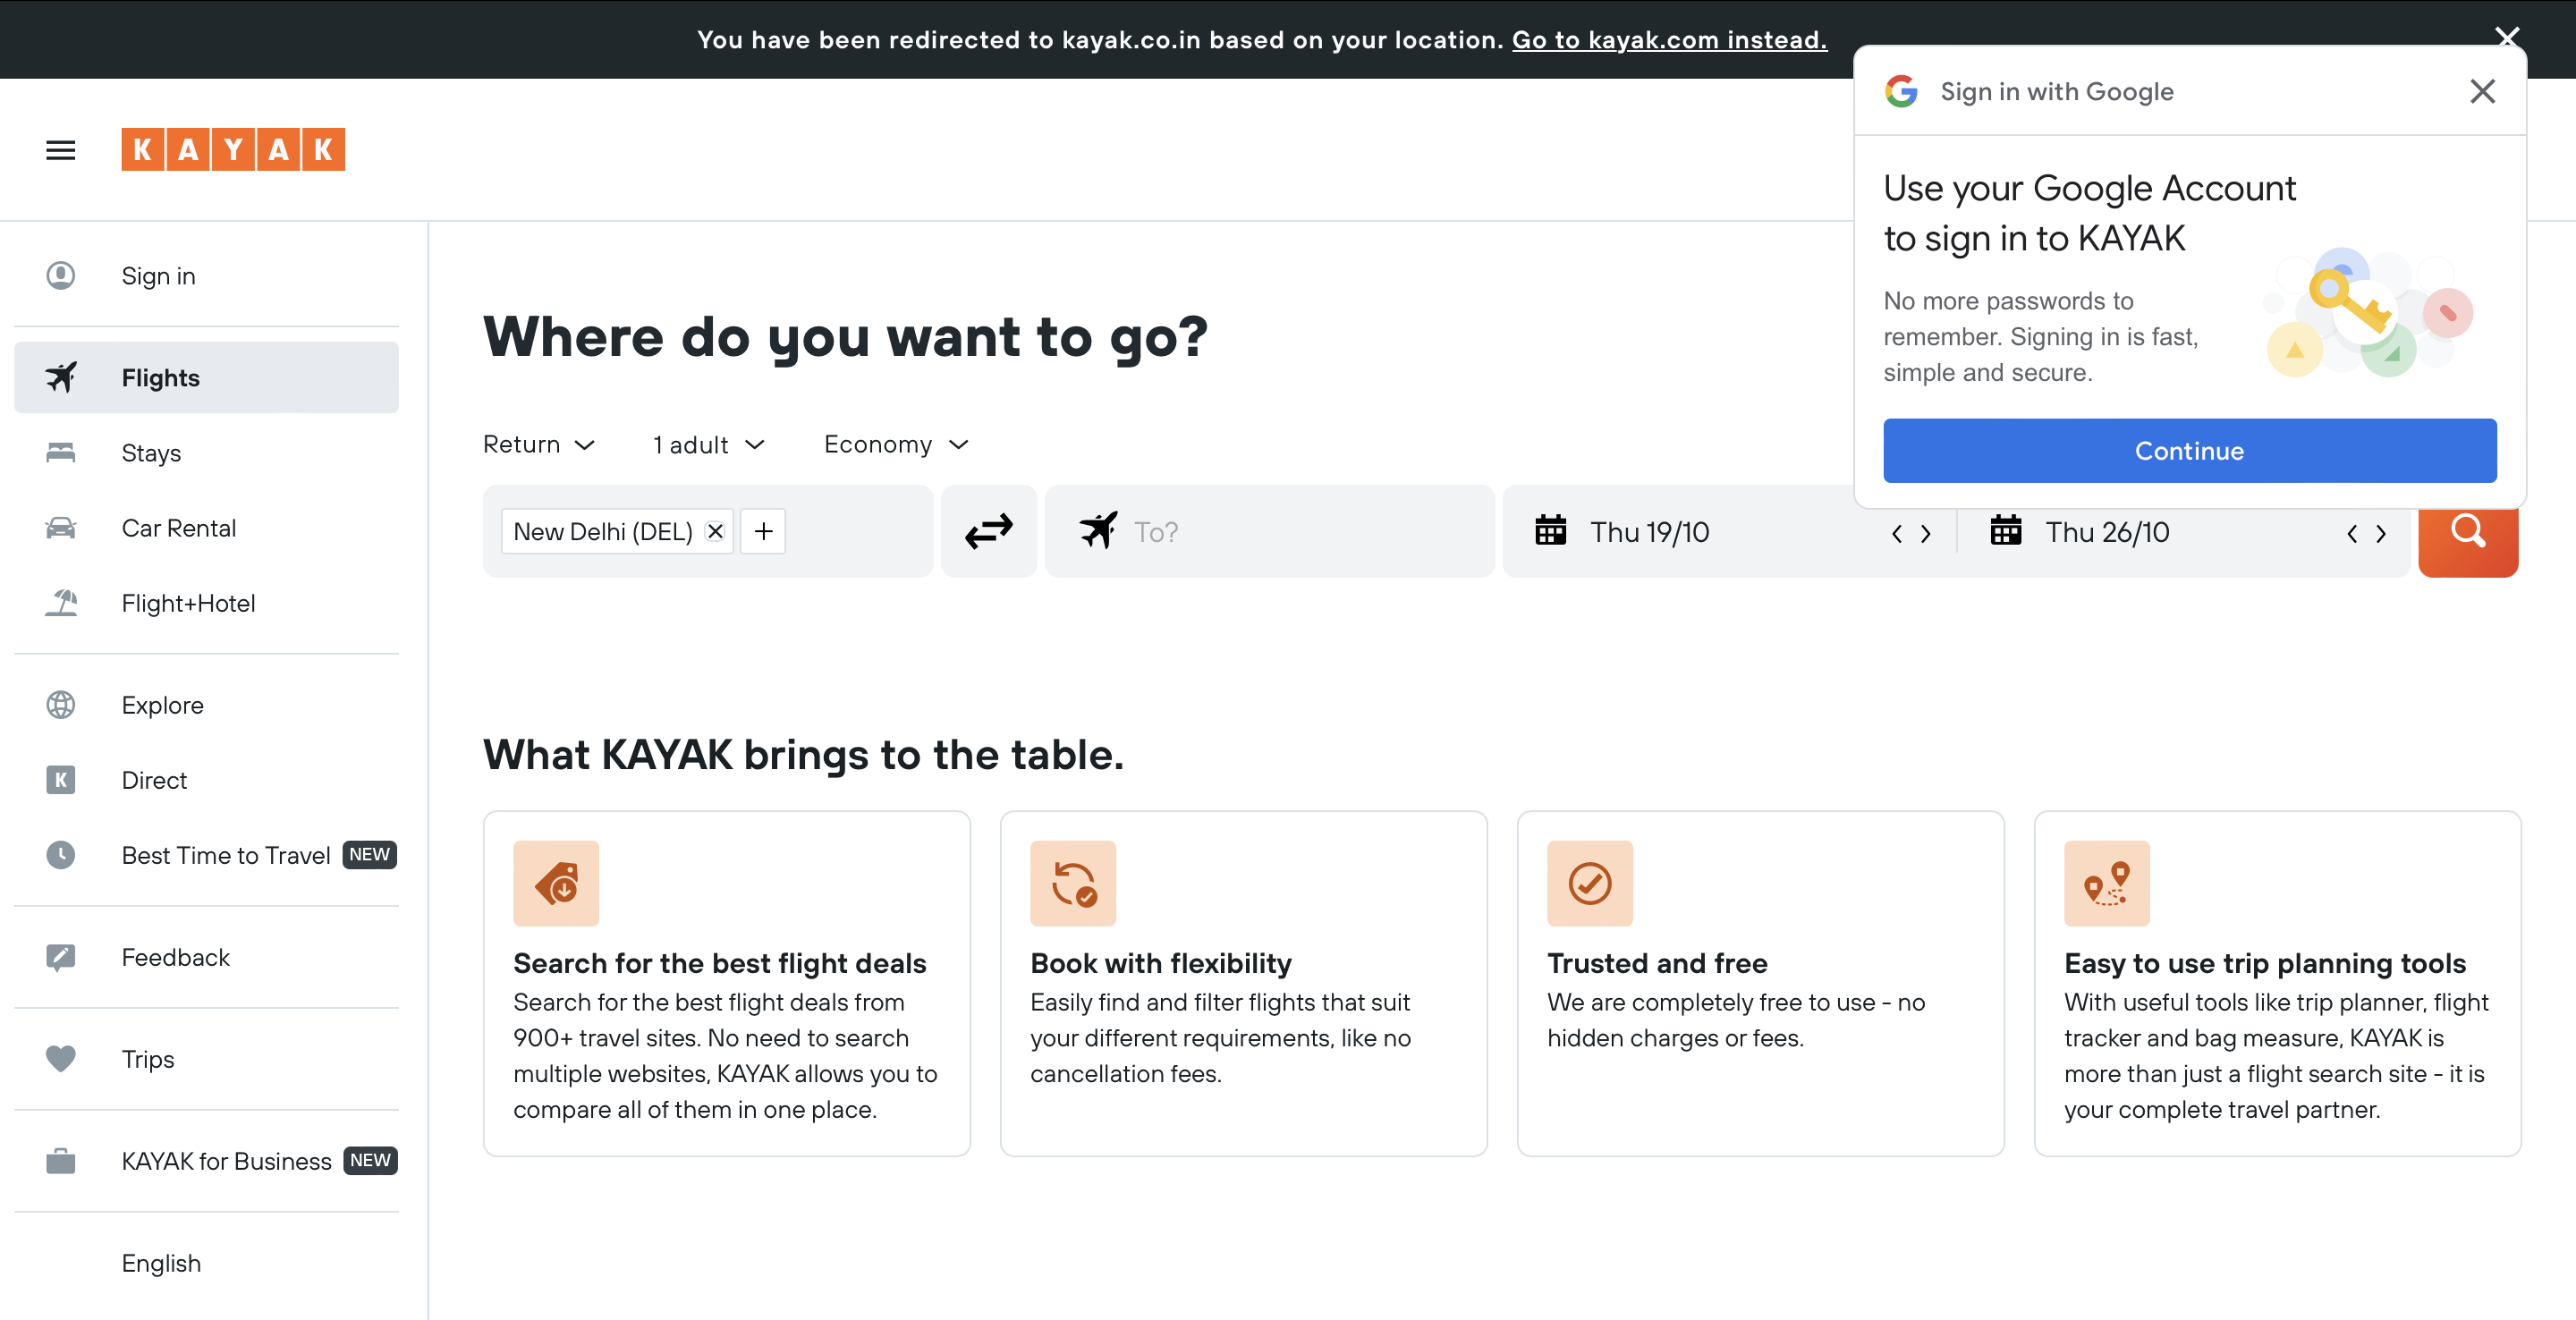 You have been redirected to kayak.co.in based on your location. Go to kayak.com instead.
Sign in with Google
KAYAK
Use your Google Account
to sign in to KAYAK
No more passwords to
remember. Signing in is fast,
simple and secure.
Continue
Sign in
Flights
Stays
Car Rental
Flight+Hotel
Explore
K Direct
Best Time to Travel NEW
Feedback
Trips
KAYAK for Business NEW
English
Where do you want to go?
Return 1 adult Economy
New Delhi (DEL) To? Thu 19/10 Thu 26/10
What KAYAK brings to the table.
Search for the best flight deals
Search for the best flight deals from
900+ travel sites. No need to search
multiple websites, KAYAK allows you to
compare all of them in one place.
Book with flexibility
Easily find and filter flights that suit
your different requirements, like no
cancellation fees.
Trusted and free
We are completely free to use - no
hidden charges or fees.
Easy to use trip planning tools
With useful tools like trip planner, flight
tracker and bag measure, KAYAK is
more than just a flight search site - it is
your complete travel partner.